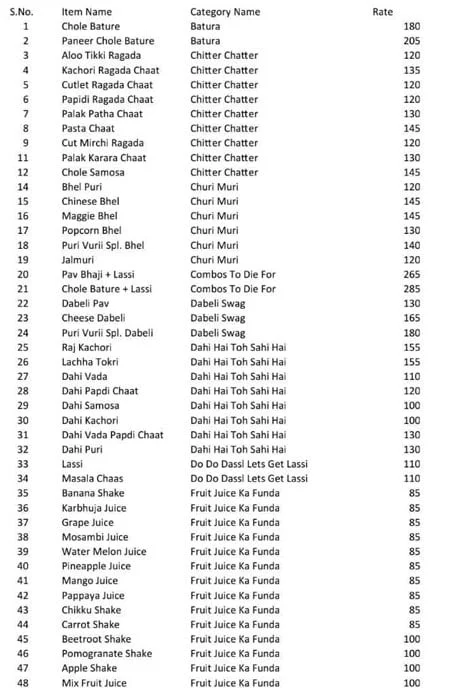 S.No. Item Name Category Name Rate
1 Chole Bature Batura 180
2 Paneer Chole Bature Batura 205
3 Aloo Tikki Ragada Chitter Chatter 120
4 Kachori Ragada Chaat Chitter Chatter 135
5 Cutlet Ragada Chaat Chitter Chatter 120
6 Papidi Ragada Chaat Chitter Chatter 120
7 Palak Patha Chaat Chitter Chatter 130
8 Pasta Chaat Chitter Chatter 145
9 Cut Mirchi Ragada Chitter Chatter 120
11 Palak Karara Chaat Chitter Chatter 130
12 Chole Samosa Chitter Chatter 145
14 Bhel Puri Churi Muri 120
15 Chinese Bhel Churi Muri 145
16 Maggie Bhel Churi Muri 145
17 Popcorn Bhel Churi Muri 130
18 Puri Vurii Spl. Bhel Churi Muri 140
19 Jalmuri Churi Muri 120
20 Pav Bhaji + Lassi Combos To Die For 265
21 Chole Bature + Lassi Combos To Die For 285
22 Dabeli Pav Dabeli Swag 130
23 Cheese Dabeli Dabeli Swag 165
24 Puri Vurii Spl. Dabeli Dabeli Swag 180
25 Raj Kachori Dahi Hai Toh Sahi Hai 155
26 Lachha Tokri Dahi Hai Toh Sahi Hai 155
27 Dahi Vada Dahi Hai Toh Sahi Hai 110
28 Dahi Papdi Chaat Dahi Hai Toh Sahi Hai 120
29 Dahi Samosa Dahi Hai Toh Sahi Hai 100
30 Dahi Kachori Dahi Hai Toh Sahi Hai 100
31 Dahi Vada Papdi Chaat Dahi Hai Toh Sahi Hai 130
32 Dahi Puri Dahi Hai Toh Sahi Hai 130
33 Lassi Do Do Dassl Lets Get Lassi 110
34 Masala Chaas Do Do Dassl Lets Get Lassi 110
35 Banana Shake Fruit Juice Ka Funda 85
36 Karbhuja Juice Fruit Juice Ka Funda 85
37 Grape Juice Fruit Juice Ka Funda 85
38 Mosambi Juice Fruit Juice Ka Funda 85
39 Water Melon Juice Fruit Juice Ka Funda 85
40 Pineapple Juice Fruit Juice Ka Funda 85
41 Mango Juice Fruit Juice Ka Funda 85
42 Pappaya Juice Fruit Juice Ka Funda 85
43 Chikku Shake Fruit Juice Ka Funda 85
44 Carrot Shake Fruit Juice Ka Funda 85
45 Beetroot Shake Fruit Juice Ka Funda 100
46 Pomogranate Shake Fruit Juice Ka Funda 100
47 Apple Shake Fruit Juice Ka Funda 100
48 Mix Fruit Juice Fruit Juice Ka Funda 100